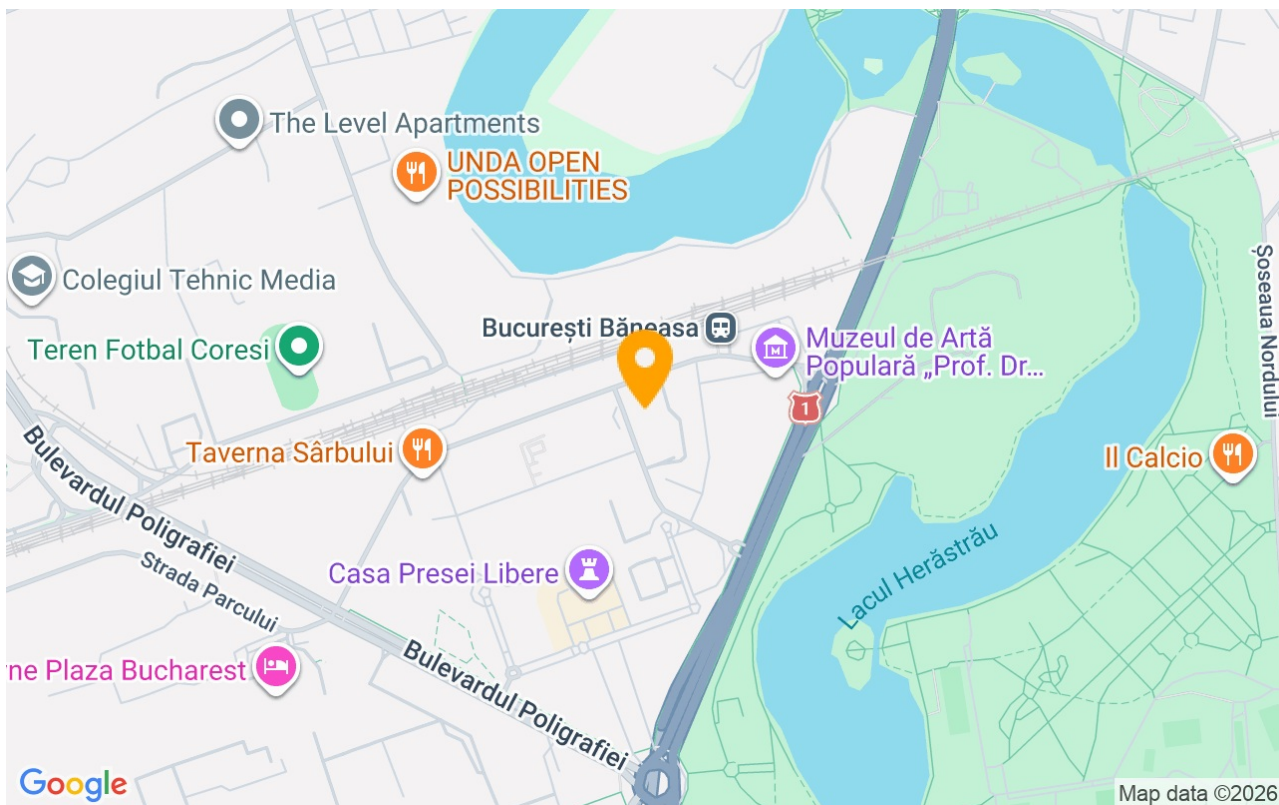 The Level Apartments
UNDA OPEN
POSSIBILITIES
Colegiul Tehnic Media
Șoseaua Nordului
București Băneasa
Teren Fotbal Coresi
Muzeul de Artă
Populară „Prof. Dr...
1
Taverna Sârbului
Il Calcio
Bulevardul Poligrafiei
Strada Parcului
Casa Presei Libere
Lacul Herăstrău
ne Plaza Bucharest
Bulevardul Poligrafiei
Google
Map data ©2026